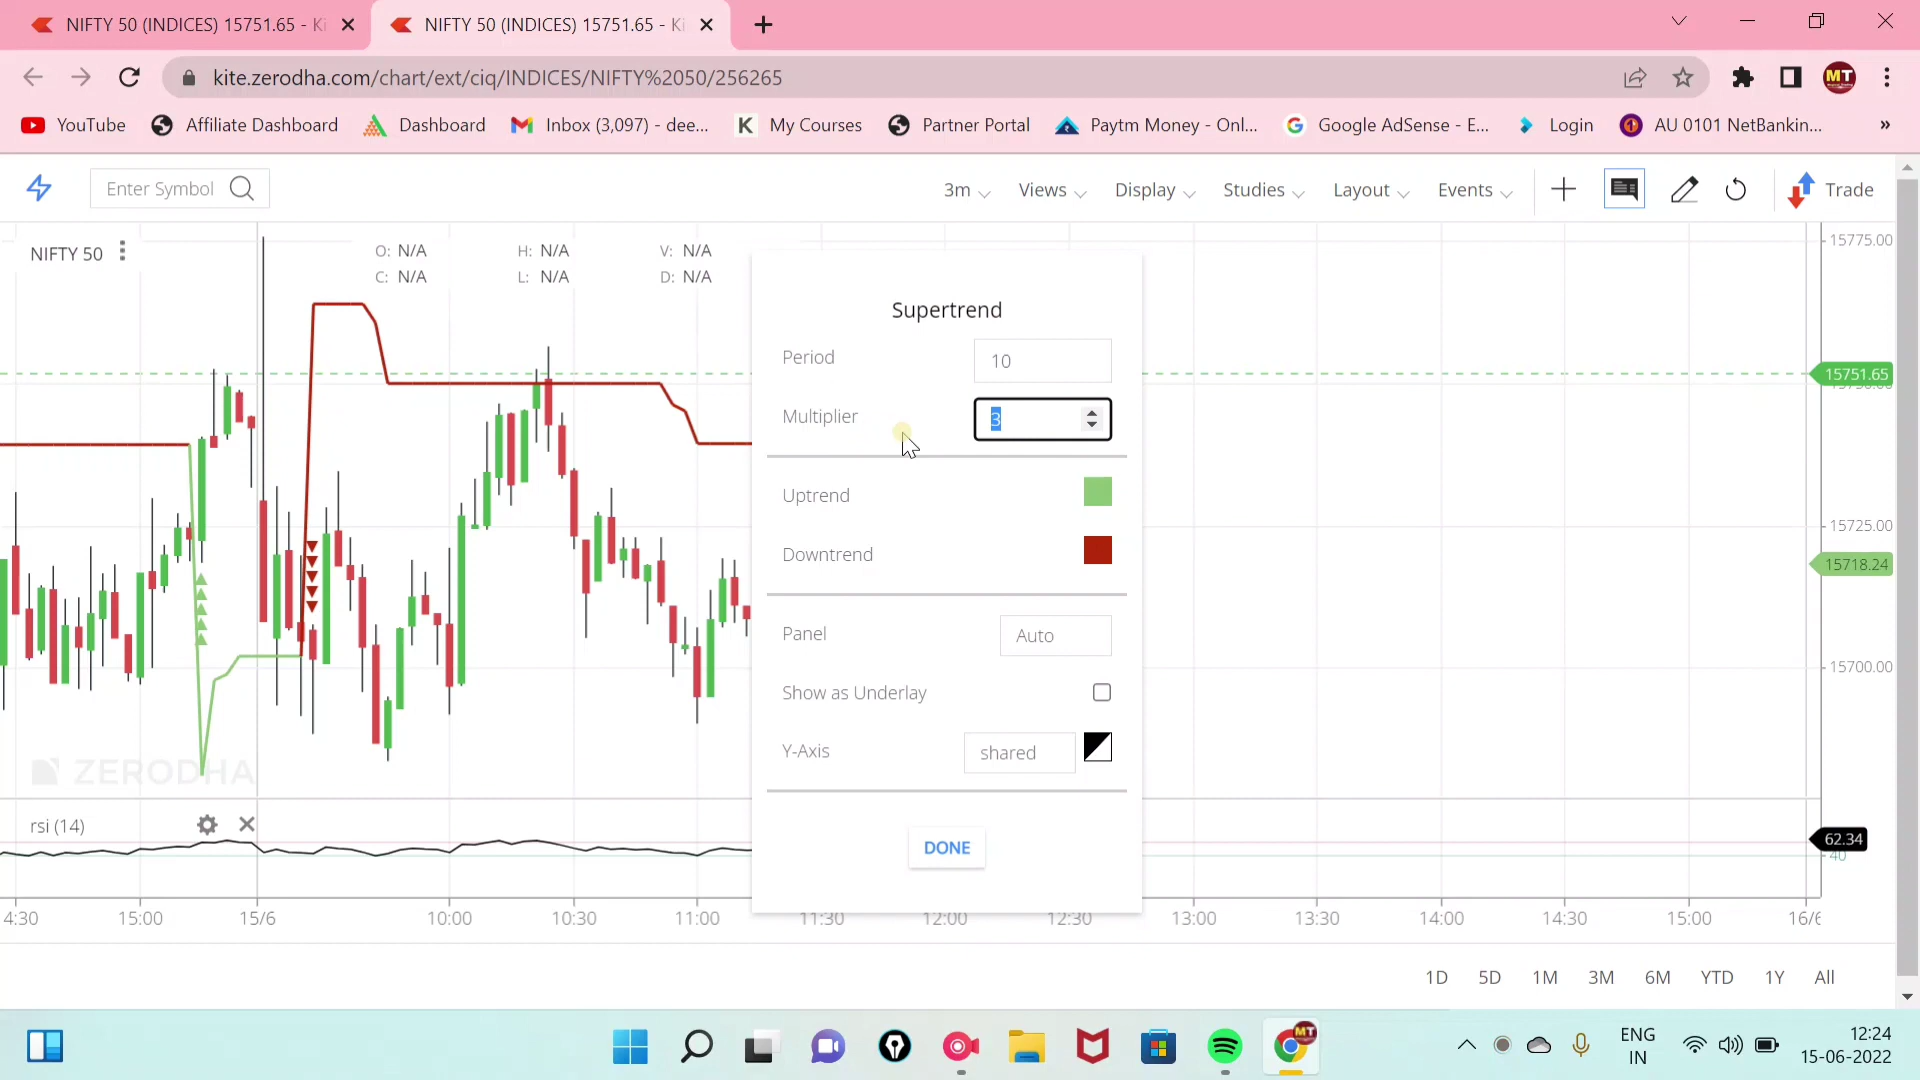 NIFTY 50 (INDICES) 15751.65 - Ki
NIFTY 50 (INDICES) 15751.65 - Ki
kite.zerodha.com/chart/ext/ciq/INDICES/NIFTY%2050/256265
MT
YouTube
Affiliate Dashboard
Dashboard
Inbox (3,097) - dee...
K My Courses
Partner Portal
Paytm Money - Onl...
Google AdSense - E...
Login
AU 0101 NetBankin...
»
Enter Symbol
3m
Views
Display
Studies
Layout
Events
Trade
NIFTY 50
O: N/A
H: N/A
V: N/A
C: N/A
L: N/A
D: N/A
15775.00
15751.65
15725.00
15718.24
15700.00
Supertrend
Period 10
Multiplier 3
Uptrend
Downtrend
Panel Auto
Show as Underlay
Y-Axis shared
DONE
ZERODHA
rsi (14)
62.34
40
4:30 15:00 15/6 10:00 10:30 11:00 11:30 12:00 12:30 13:00 13:30 14:00 14:30 15:00 16/6
1D 5D 1M 3M 6M YTD 1Y All
MT
ENG
IN
12:24
15-06-2022